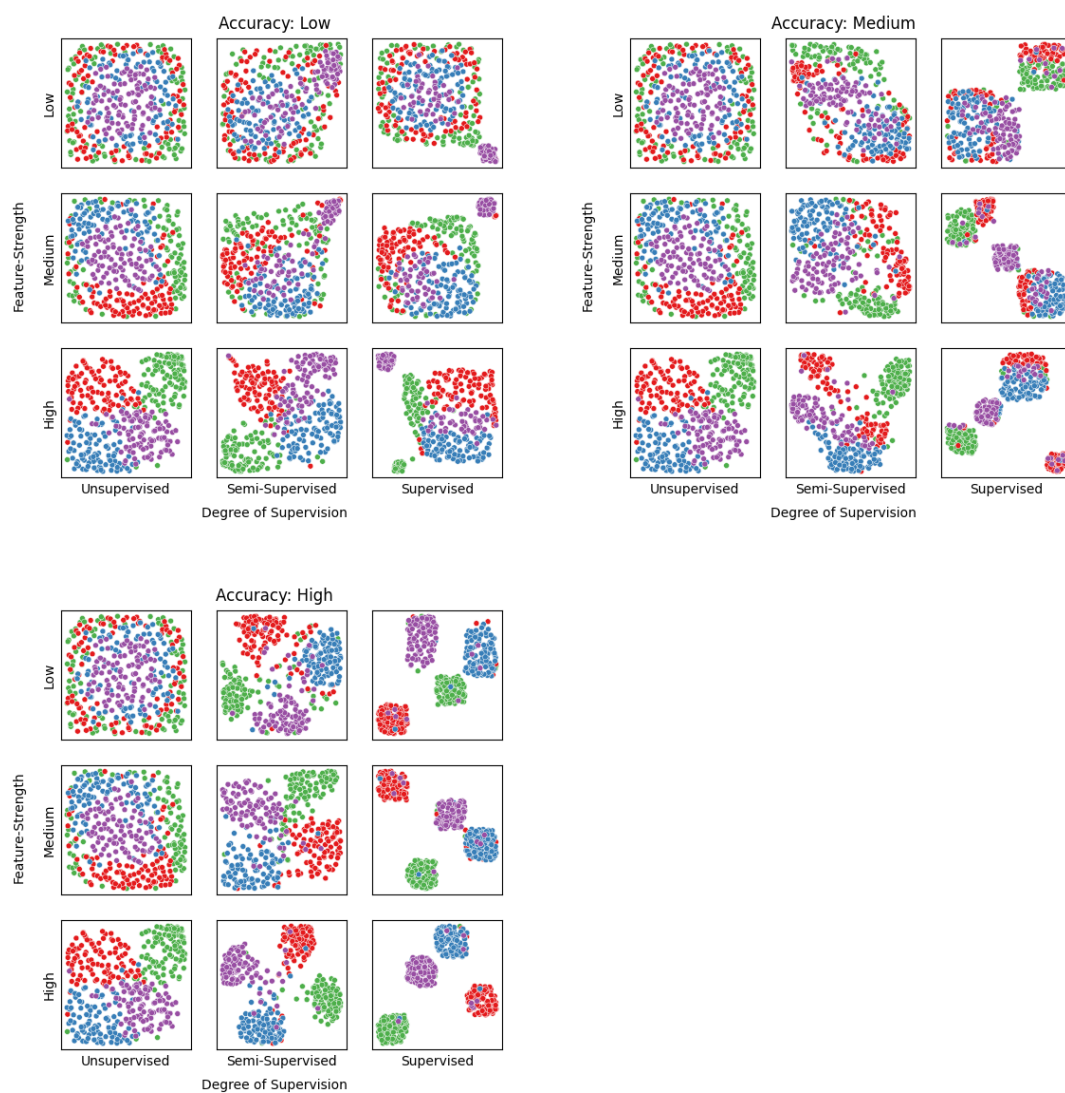 Accuracy: Low
Low
Medium
High
Feature-Strength
Unsupervised
Semi-Supervised
Supervised
Degree of Supervision
Accuracy: Medium
Low
Medium
High
Feature-Strength
Unsupervised
Semi-Supervised
Supervised
Degree of Supervision
Accuracy: High
Low
Medium
High
Feature-Strength
Unsupervised
Semi-Supervised
Supervised
Degree of Supervision